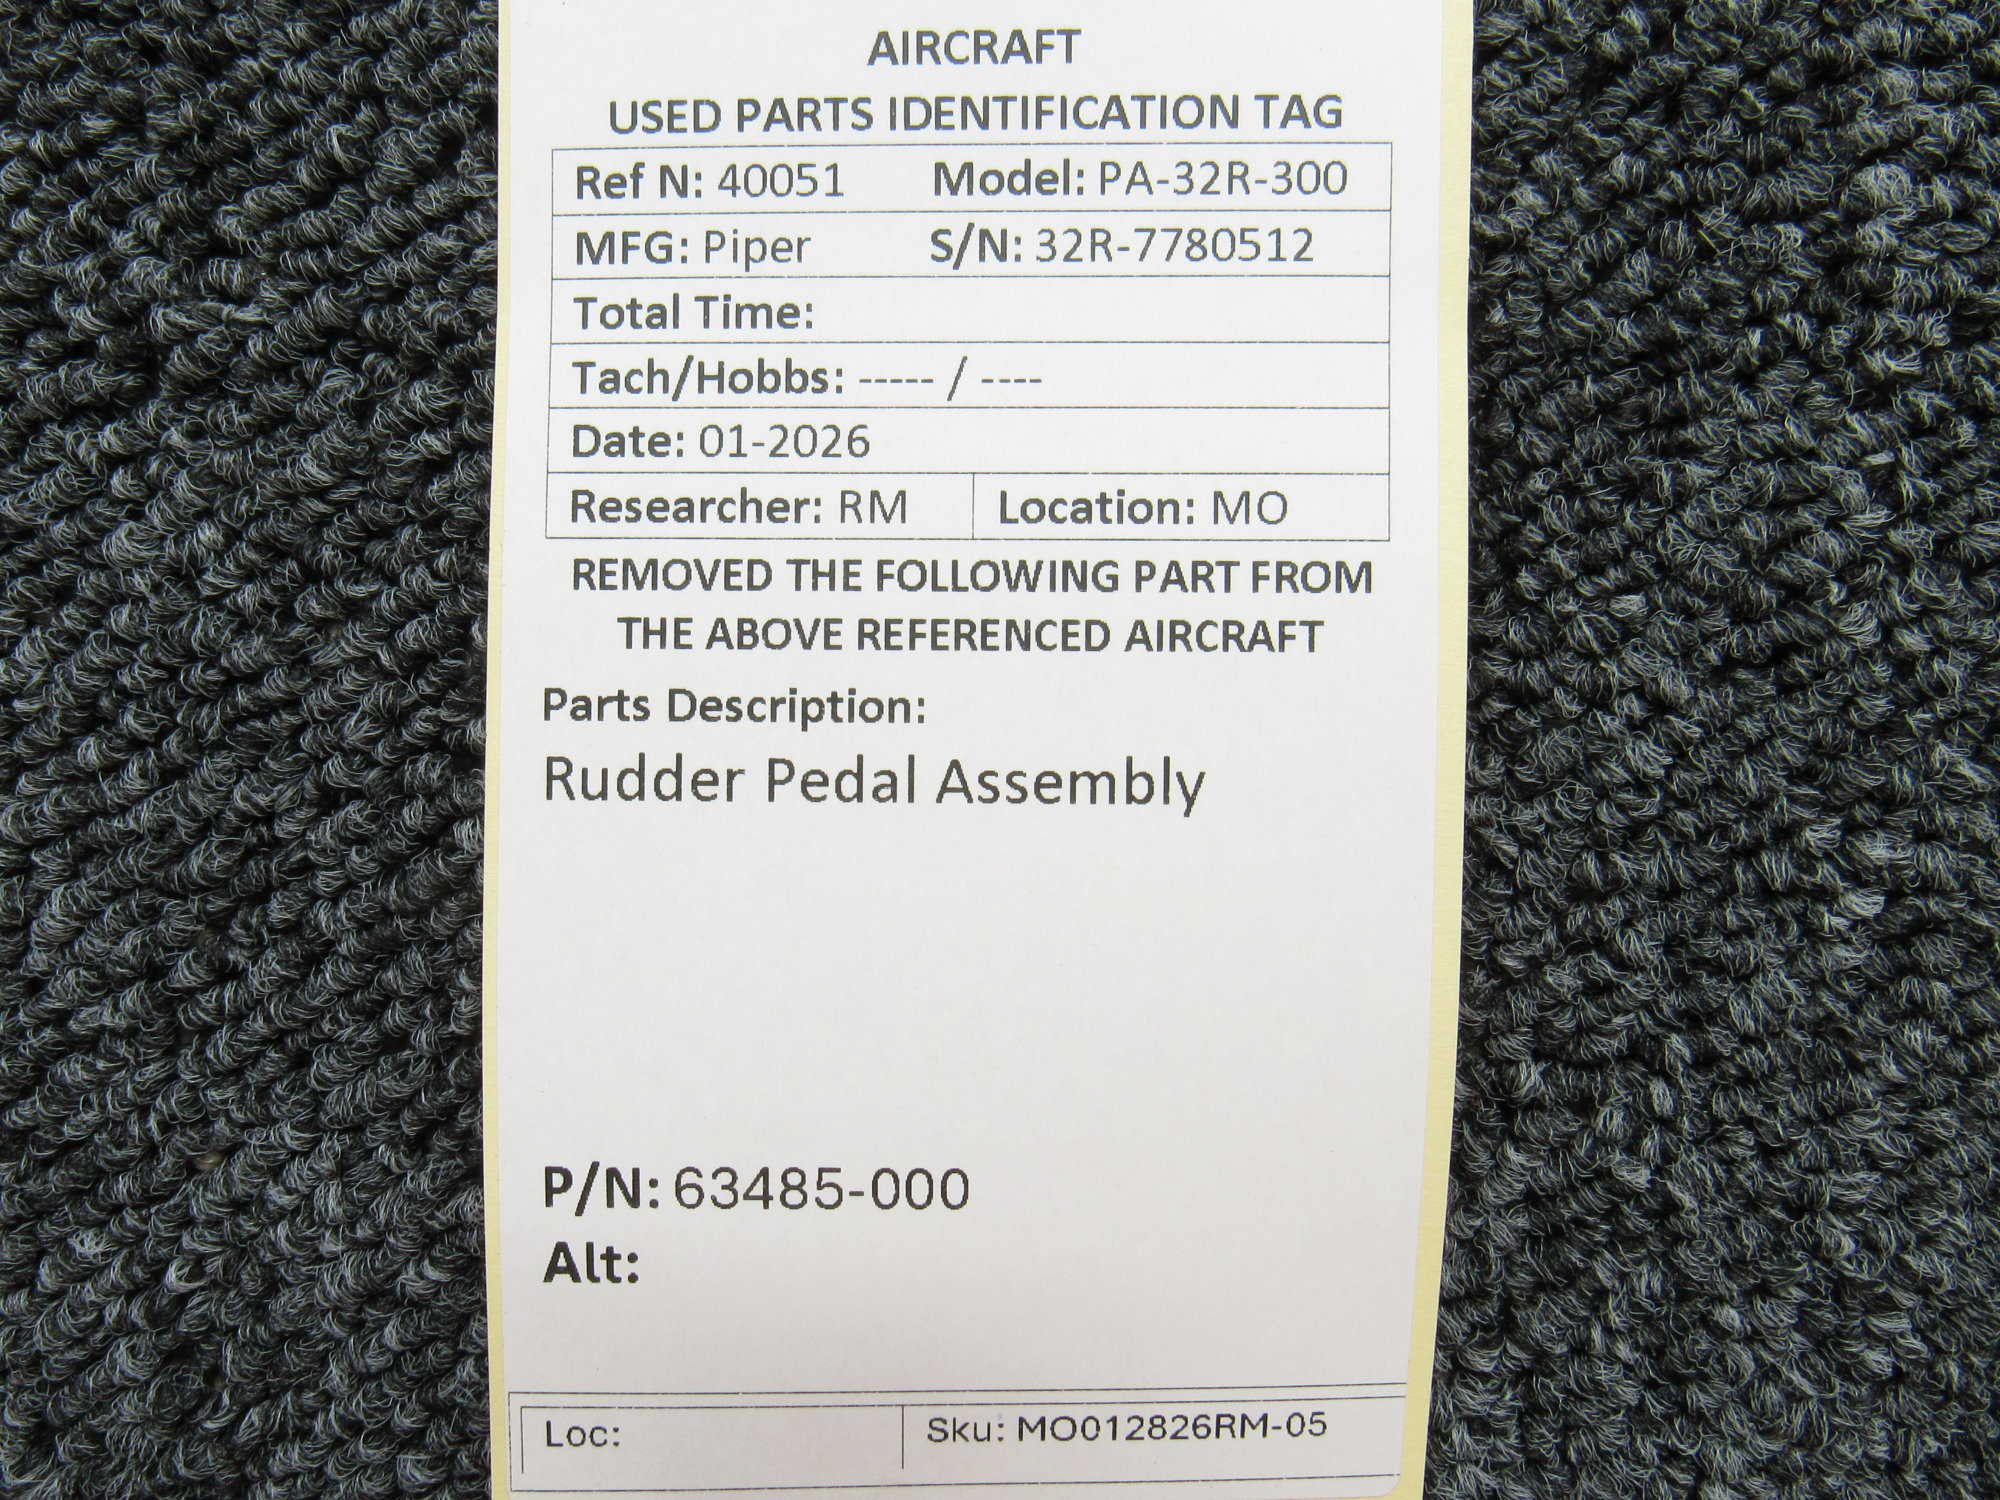 AIRCRAFT
USED PARTS IDENTIFICATION TAG
Ref N: 40051 Model: PA-32R-300
MFG: Piper S/N: 32R-7780512
Total Time:
Tach/Hobbs: ----- / ----
Date: 01-2026
Researcher: RM Location: MO
REMOVED THE FOLLOWING PART FROM
THE ABOVE REFERENCED AIRCRAFT
Parts Description:
Rudder Pedal Assembly
P/N: 63485-000
Alt:
Loc: Sku: MO012826RM-05